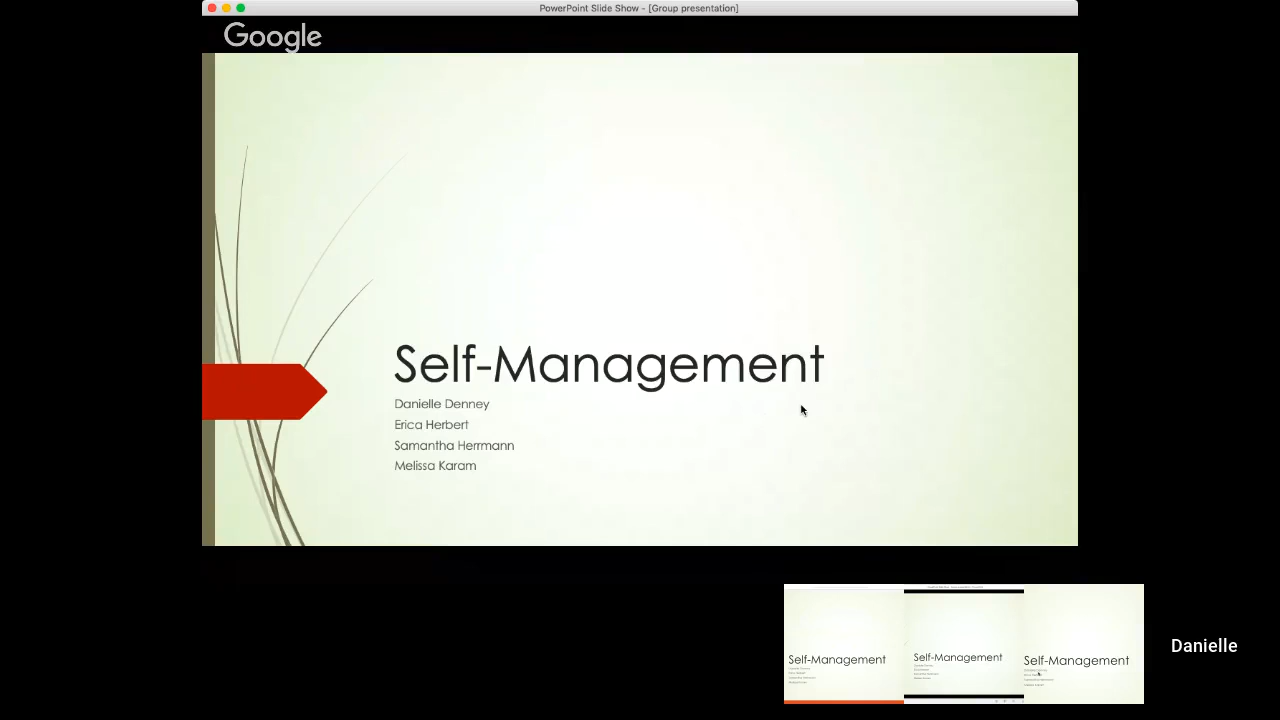 PowerPoint Slide Show - [Group presentation]
Google
Self-Management
Danielle Denney
Erica Herbert
Samantha Herrmann
Melissa Karam
Self-Management
Self-Management
Self-Management
Danielle